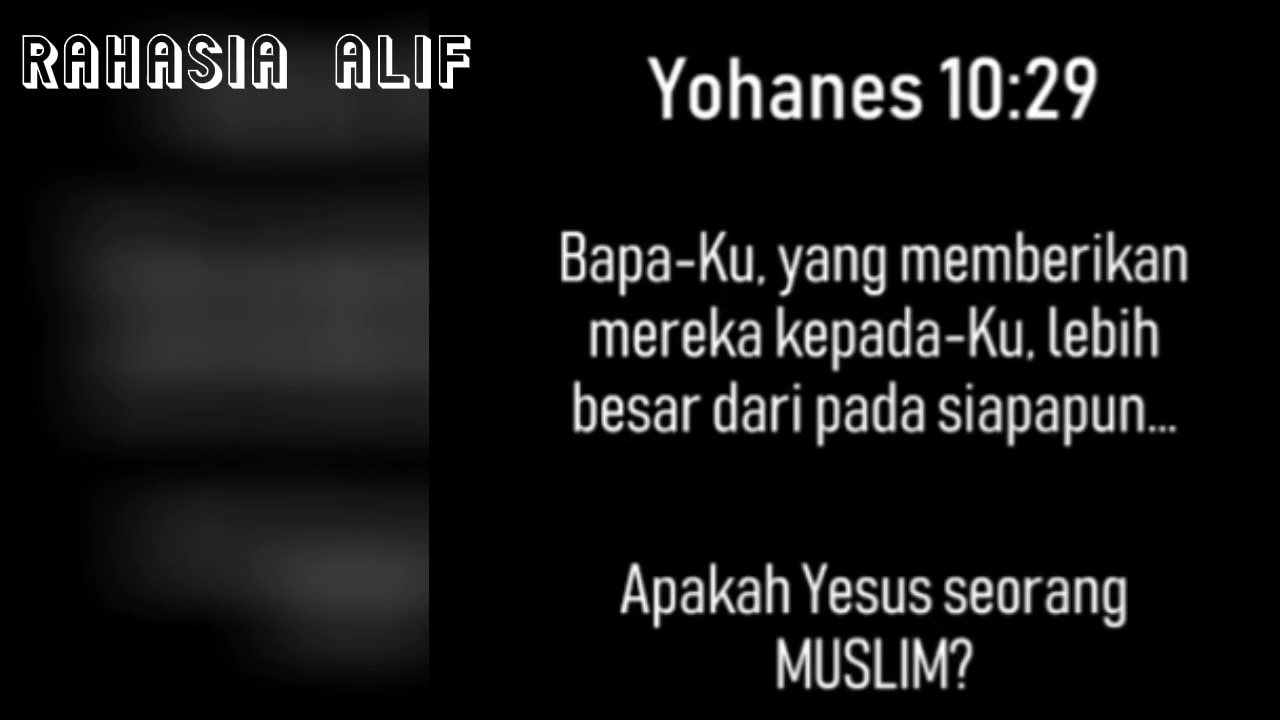 RAHASIA ALIF
Yohanes 10:29
Bapa-Ku, yang memberikan
mereka kepada-Ku, lebih
besar dari pada siapapun...
Apakah Yesus seorang
MUSLIM?